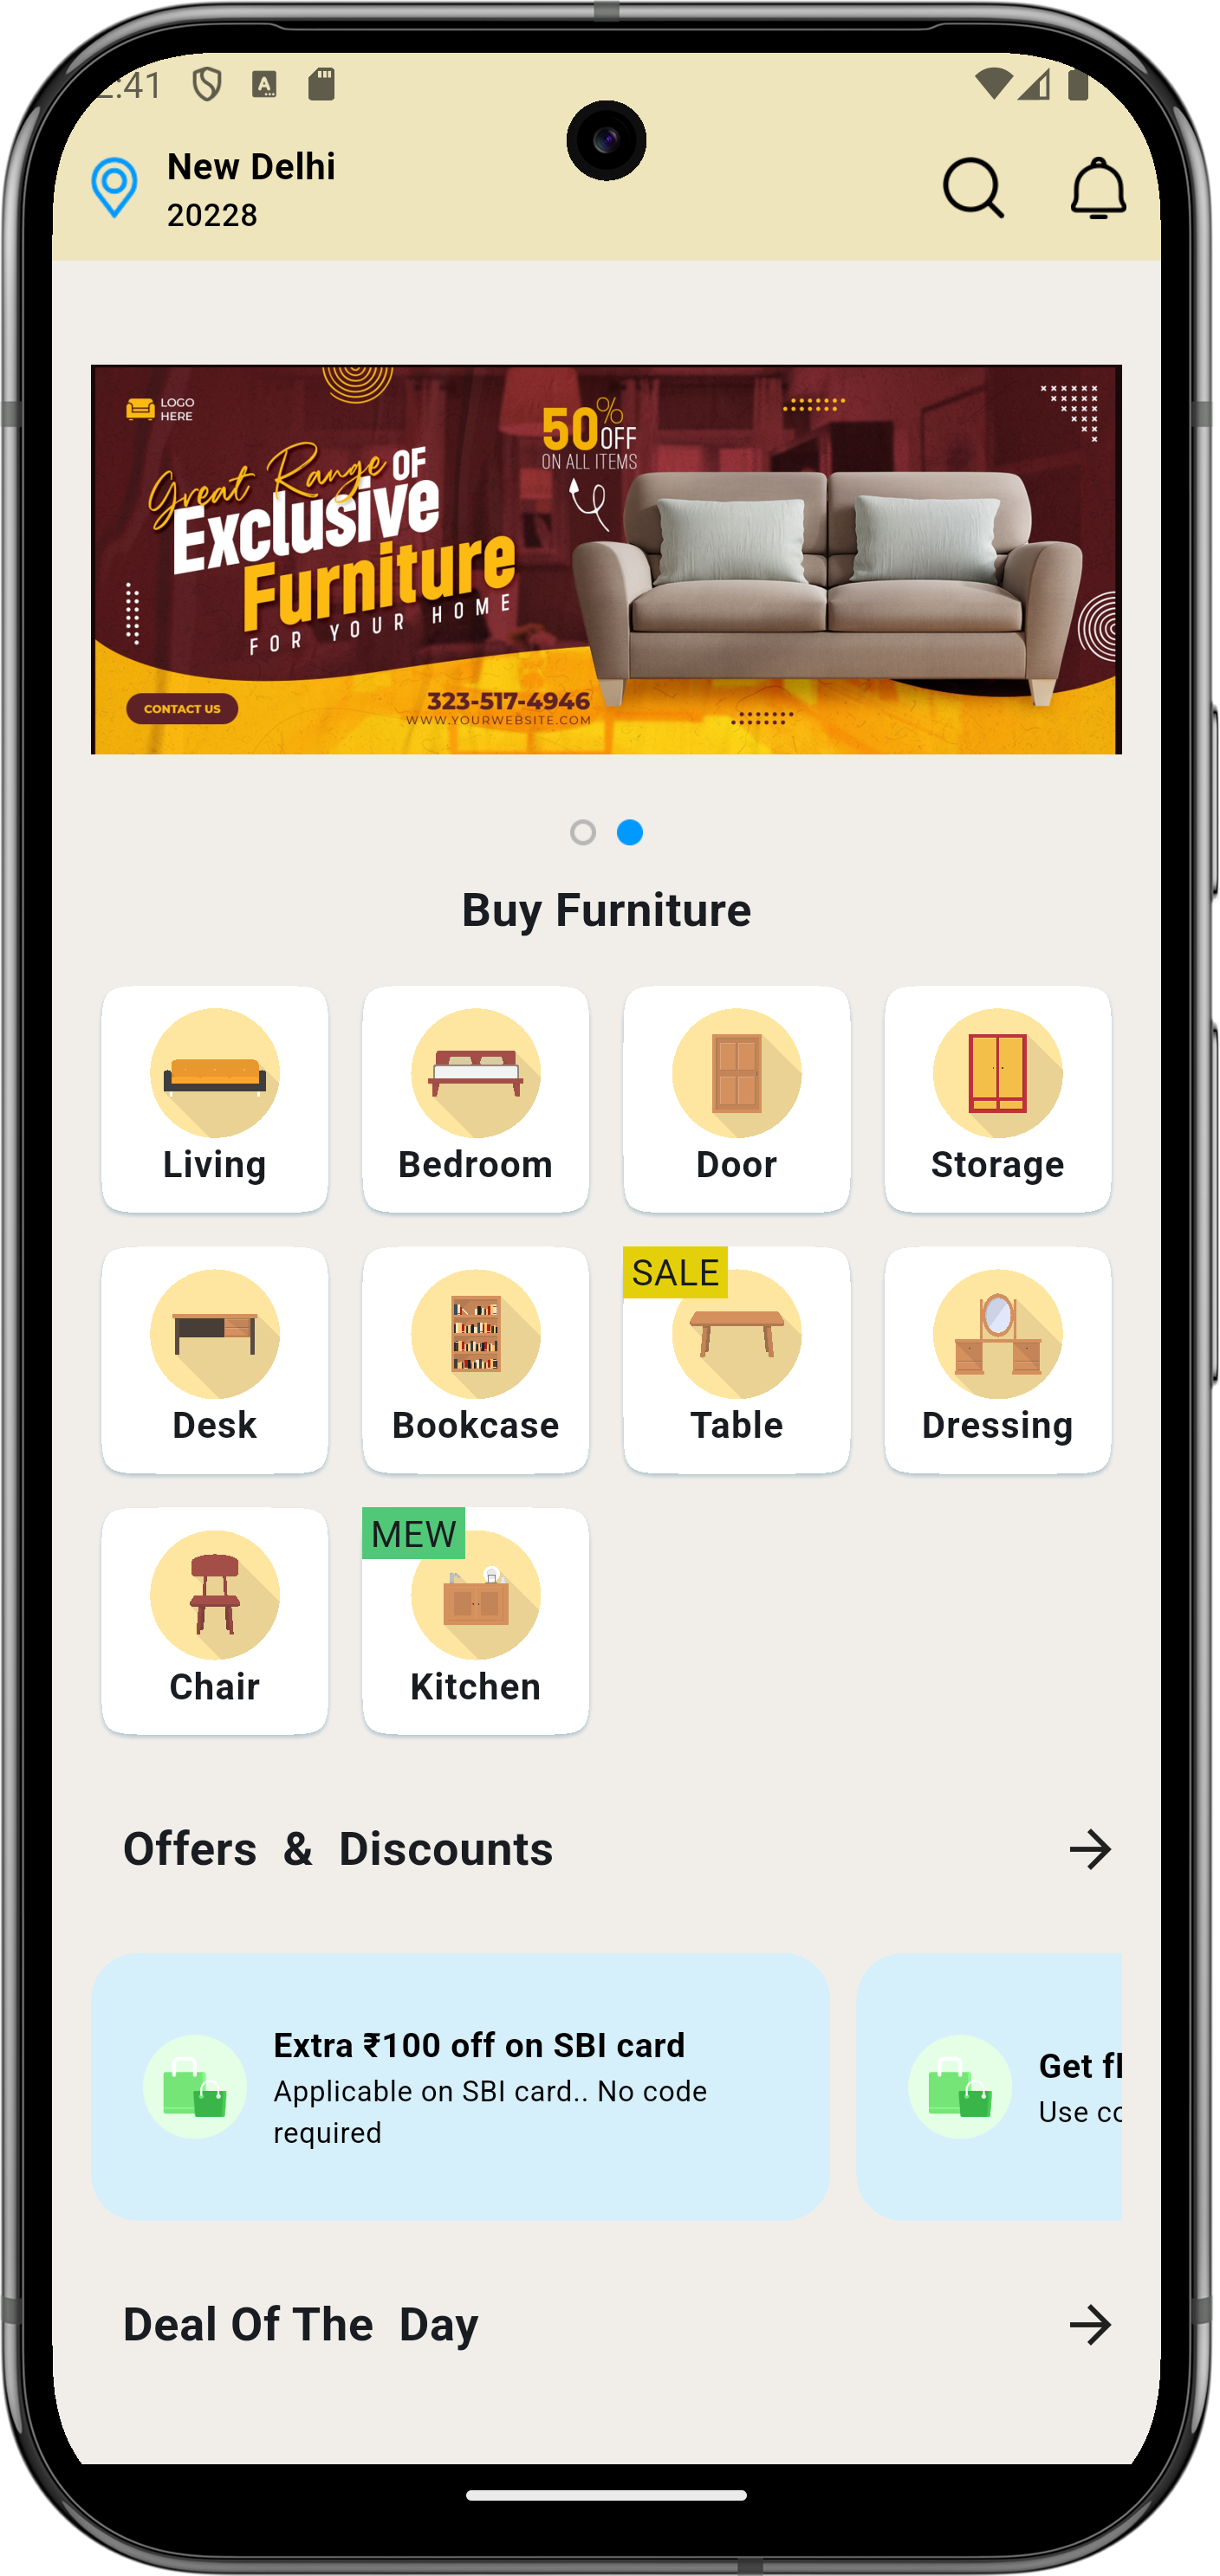 :41
New Delhi
20228
LOGO
HERE
50%
OFF
ON ALL ITEMS
Great Range OF
Exclusive
Furniture
FOR YOUR HOME
CONTACT US
323-517-4946
WWW.YOURWEBSITE.COM
Buy Furniture
Living
Bedroom
Door
Storage
Desk
Bookcase
SALE
Table
Dressing
Chair
MEW
Kitchen
Offers & Discounts
Extra ₹100 off on SBI card
Applicable on SBI card.. No code
required
Get
Use
Deal Of The Day